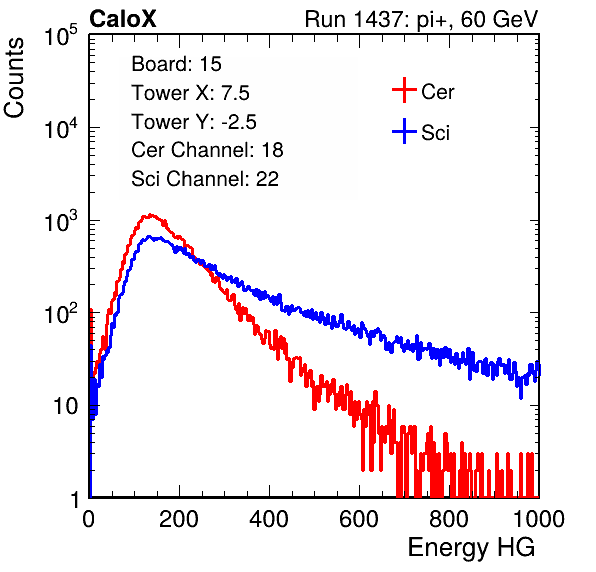 CaloX Run 1437: pi+, 60 GeV
Board: 15
Tower X: 7.5
Tower Y: -2.5
Cer Channel: 18
Sci Channel: 22
Cer
Sci
Counts
10^5
10^4
10^3
10^2
10
1
0 200 400 600 800 1000
Energy HG